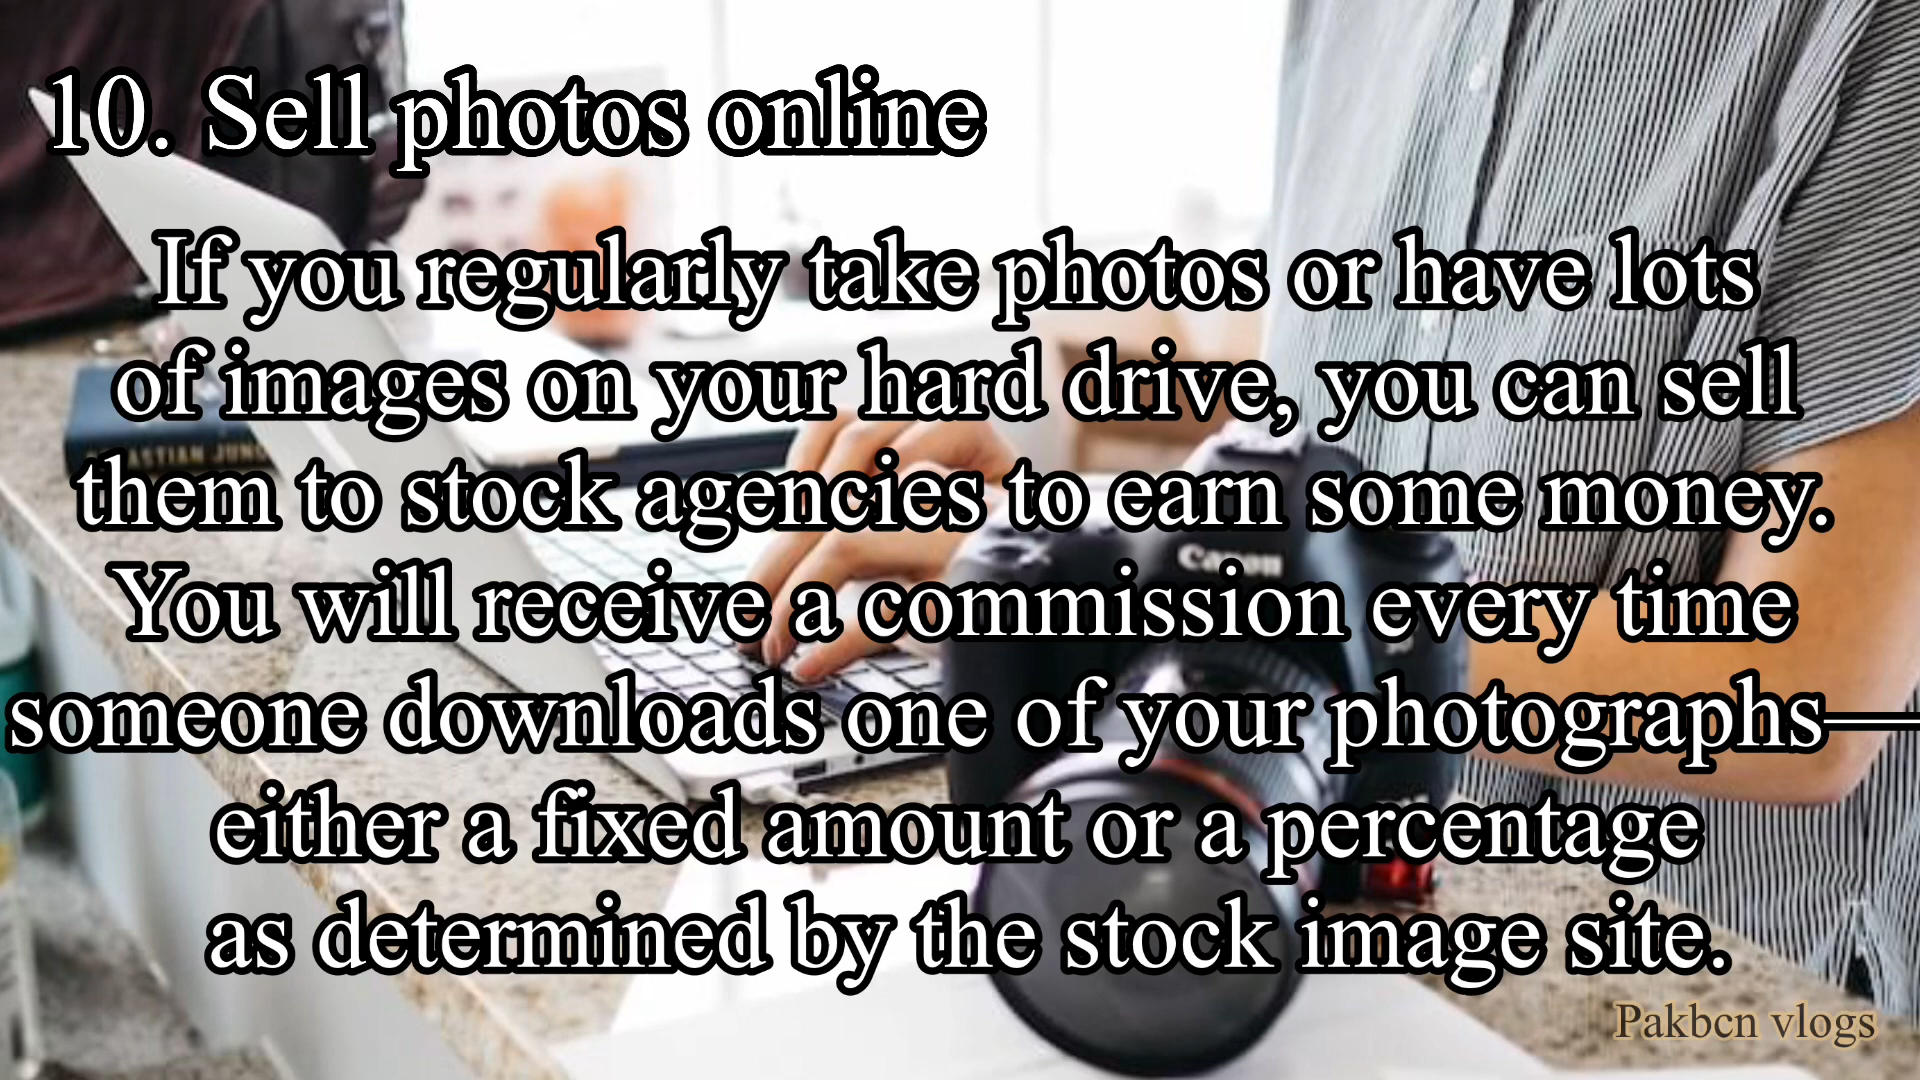 10. Sell photos online
If you regularly take photos or have lots
of images on your hard drive, you can sell
them to stock agencies to earn some money.
You will receive a commission every time
someone downloads one of your photographs—
either a fixed amount or a percentage
as determined by the stock image site.
Canon
Pakbcn vlogs